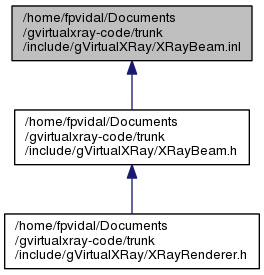 /home/fpvidal/Documents
/gvirtualxray-code/trunk
/include/gVirtualXRay/XRayBeam.inl
/home/fpvidal/Documents
/gvirtualxray-code/trunk
/include/gVirtualXRay/XRayBeam.h
/home/fpvidal/Documents
/gvirtualxray-code/trunk
/include/gVirtualXRay/XRayRenderer.h